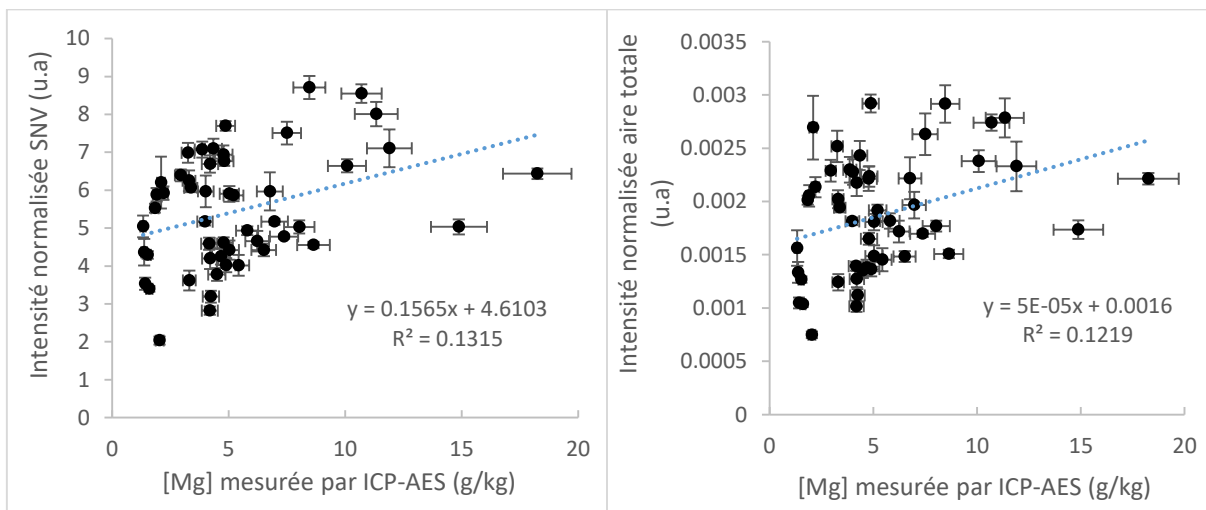 Intensité normalisée SNV (u.a)
10
9
8
7
6
5
4
3
2
1
0
0 5 10 15 20
[Mg] mesurée par ICP-AES (g/kg)
y = 0.1565x + 4.6103
R² = 0.1315
Intensité normalisée aire totale
(u.a)
0.0035
0.003
0.0025
0.002
0.0015
0.001
0.0005
0
0 5 10 15 20
[Mg] mesurée par ICP-AES (g/kg)
y = 5E-05x + 0.0016
R² = 0.1219